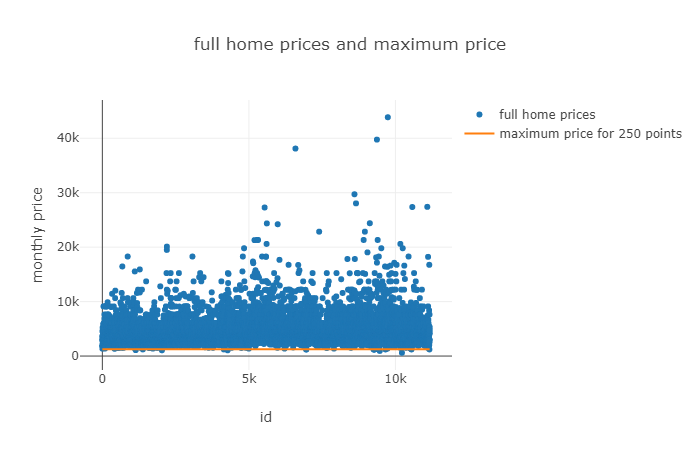 full home prices and maximum price
full home prices
maximum price for 250 points
monthly price
40k
30k
20k
10k
0
0
5k
10k
id